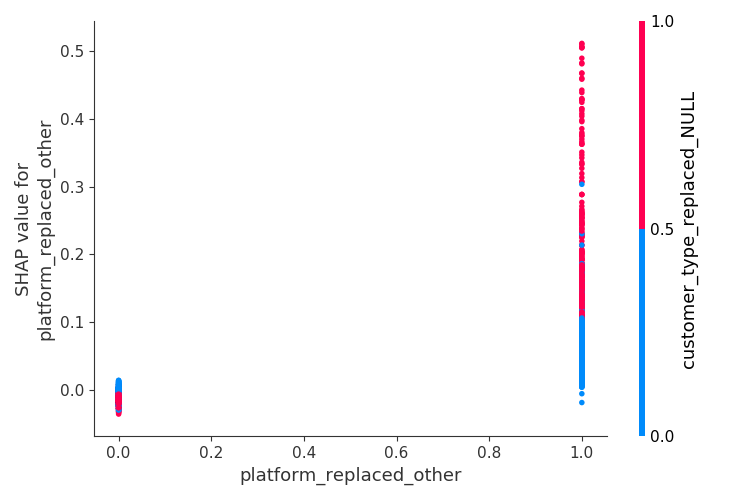 0.5
0.4
0.3
0.2
0.1
0.0
SHAP value for
platform_replaced_other
0.0 0.2 0.4 0.6 0.8 1.0
platform_replaced_other
1.0
0.5
0.0
customer_type_replaced_NULL